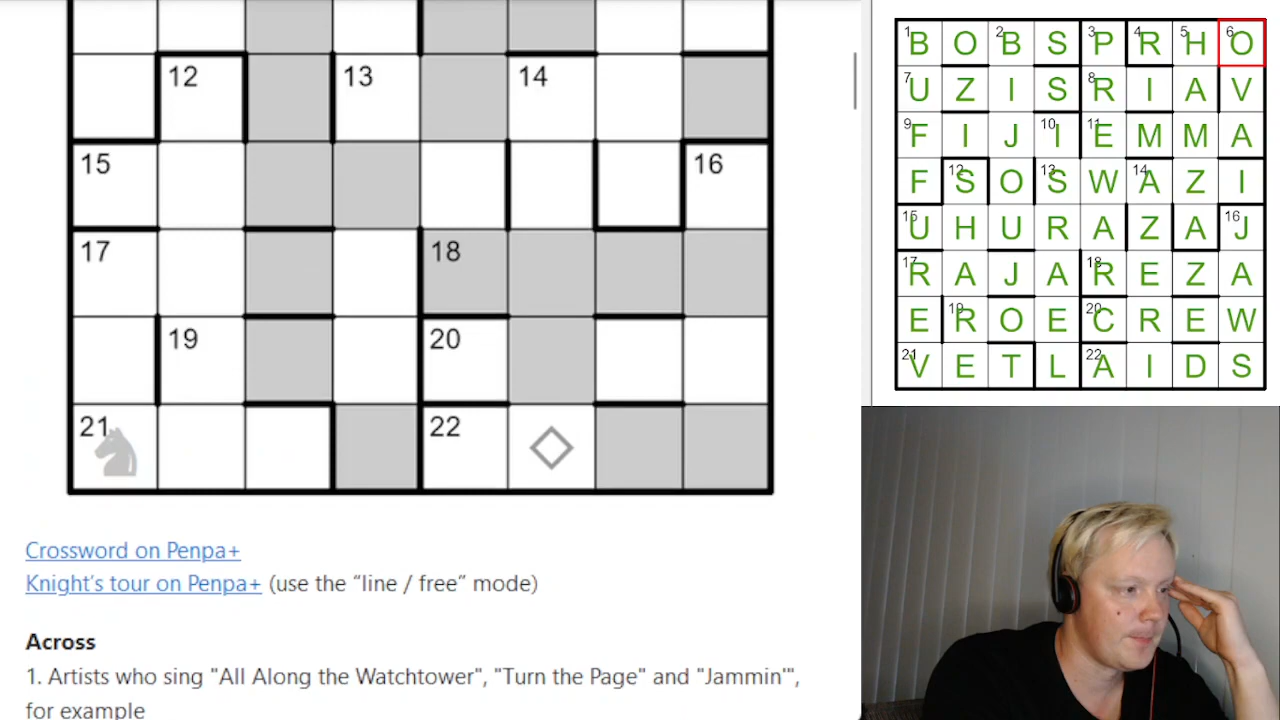 12 13 14
15 16
17 18
19 20
21 22
Crossword on Penpa+
Knight's tour on Penpa+ (use the “line / free” mode)
Across
1. Artists who sing "All Along the Watchtower", "Turn the Page" and "Jammin'",
for example
1 B O 2 B S 3 P 4 R 5 H 6 O
7 U Z I S 8 R I A V
9 F I J 10 I 11 E M M A
F 12 S O 13 S W 14 A Z I
15 U H U R A Z A 16 J
17 R A J A 18 R E Z A
E 19 R O E 20 C R E W
21 V E T L 22 A I D S